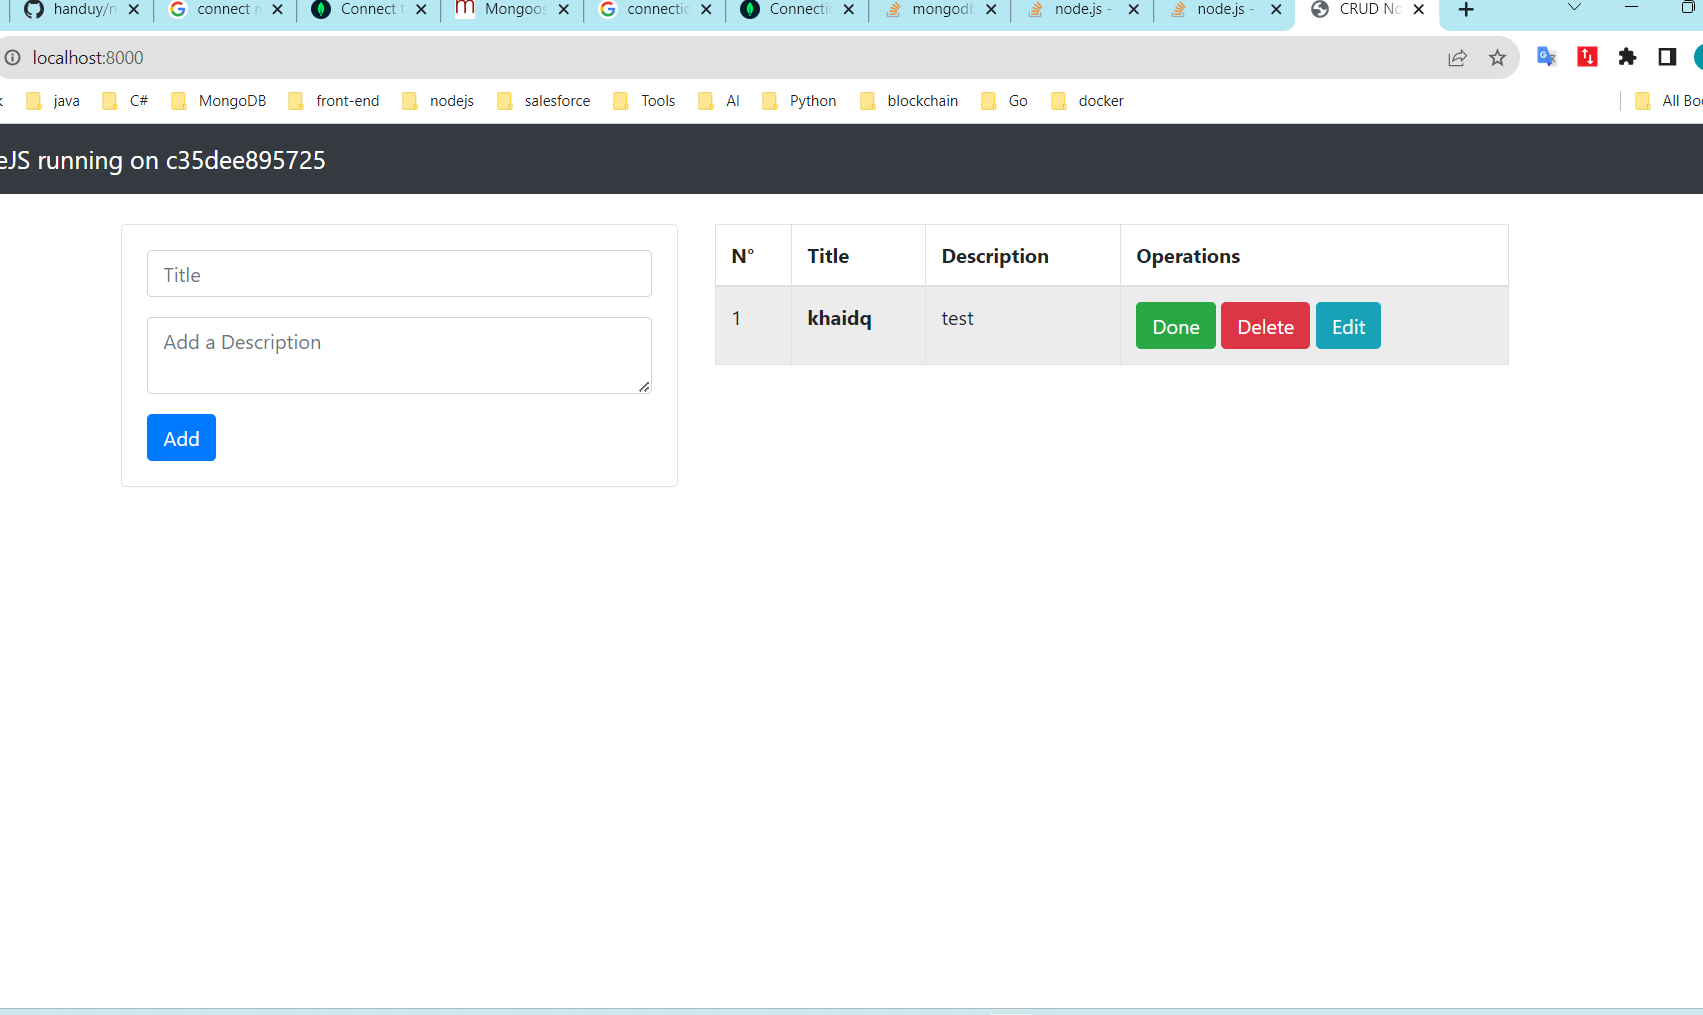 handuy/n connect n Connect t Mongoos connectio Connectio mongodb node.js - node.js - CRUD No
localhost:8000
java C# MongoDB front-end nodejs salesforce Tools AI Python blockchain Go docker All Boo
eJS running on c35dee895725
Title
Add a Description
Add
N° Title Description Operations
1 khaidq test Done Delete Edit